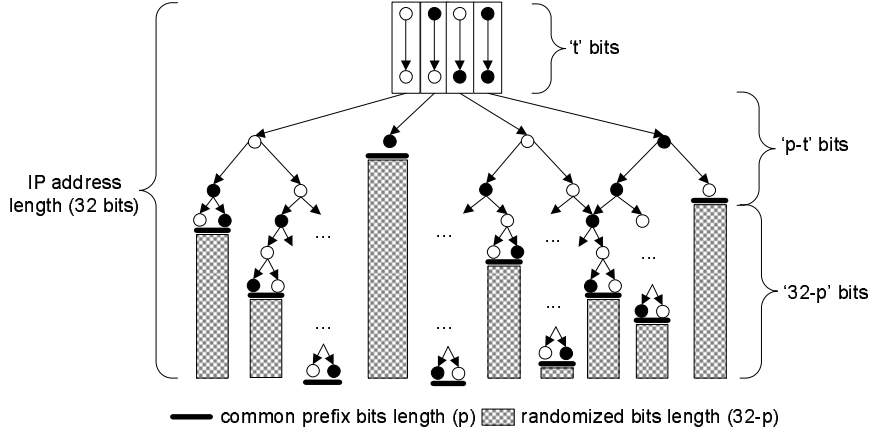 ‘t’ bits
‘p-t’ bits
IP address
length (32 bits)
...
...
...
...
‘32-p’ bits
...
...
...
common prefix bits length (p)
randomized bits length (32-p)